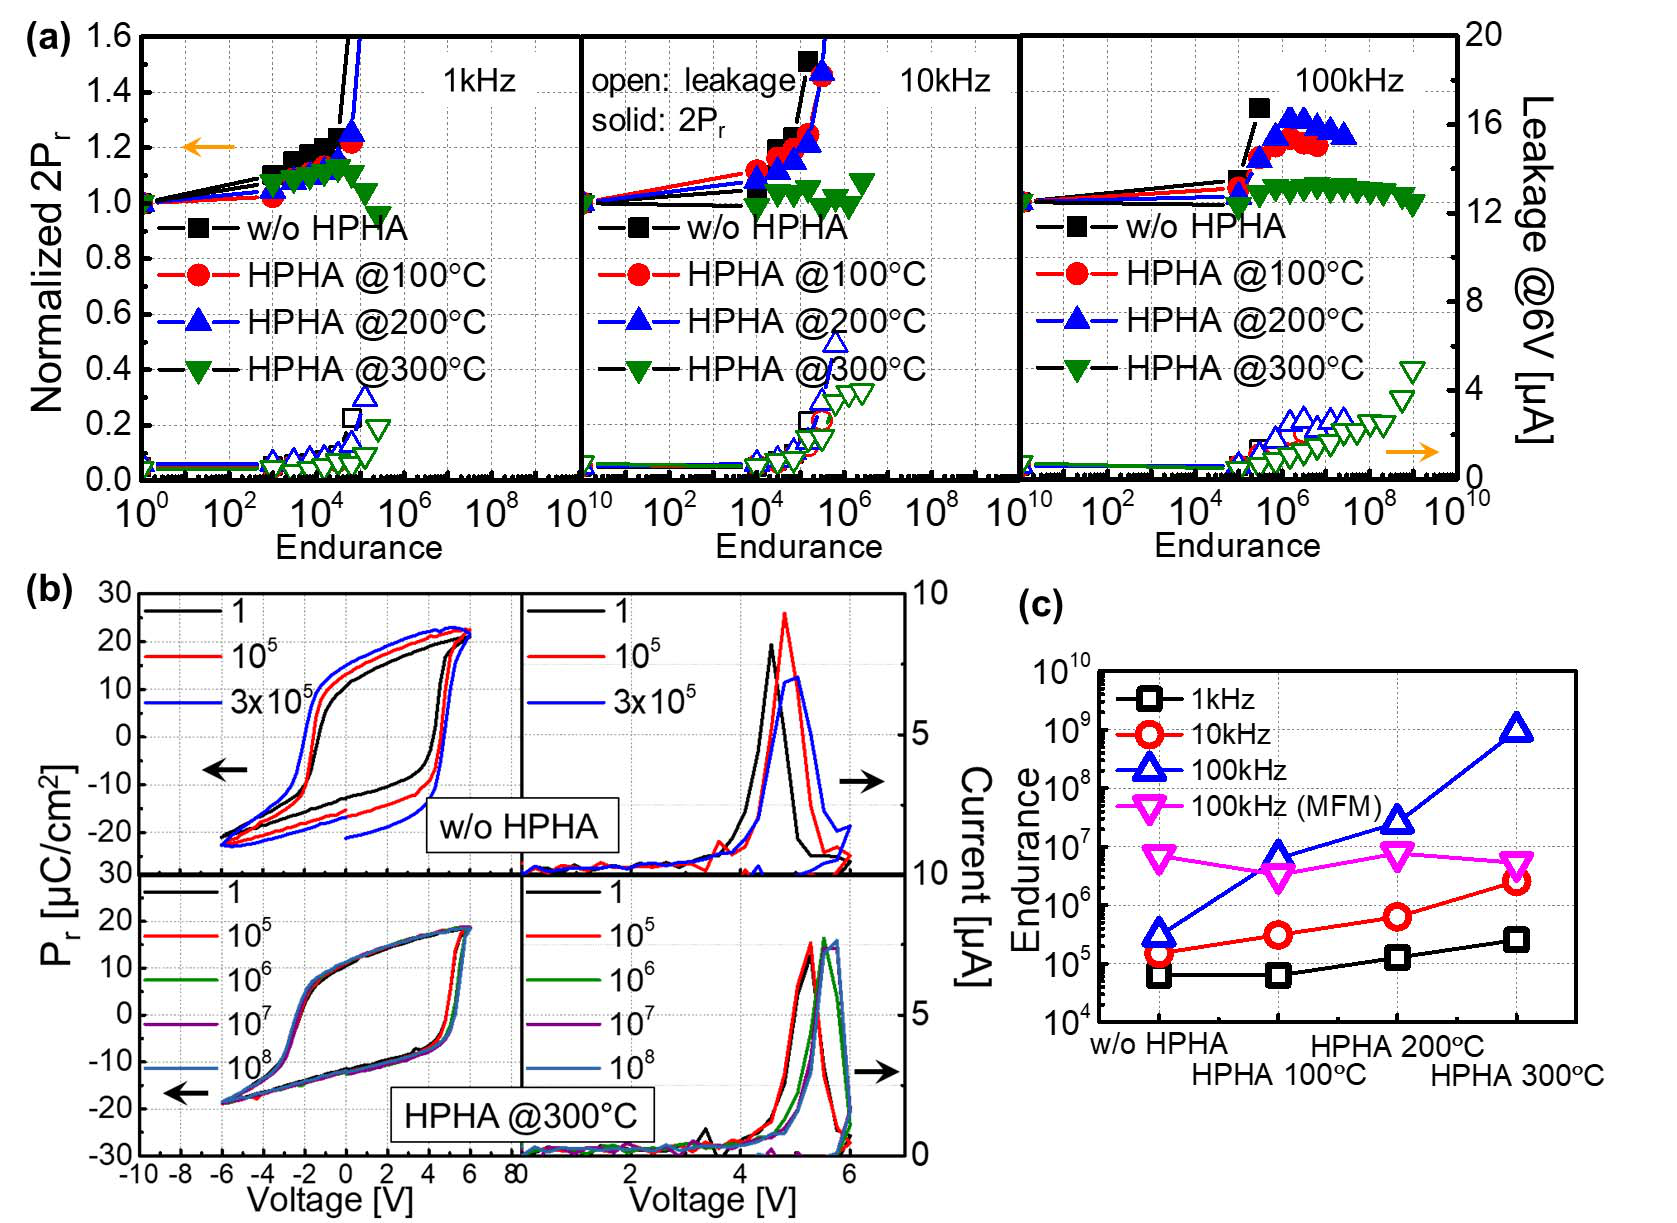 (a)
Normalized 2Pr
1.6
1.4
1.2
1.0
0.8
0.6
0.4
0.2
0.0
1kHz
w/o HPHA
HPHA @100°C
HPHA @200°C
HPHA @300°C
10^0 10^2 10^4 10^6 10^8 10^10
Endurance
open: leakage
solid: 2Pr
10kHz
w/o HPHA
HPHA @100°C
HPHA @200°C
HPHA @300°C
10^2 10^4 10^6 10^8 10^10
Endurance
100kHz
w/o HPHA
HPHA @100°C
HPHA @200°C
HPHA @300°C
10^2 10^4 10^6 10^8 10^10
Endurance
20
16
12
8
4
0
Leakage @6V [µA]
(b)
Pr [µC/cm²]
30
20
10
0
-10
-20
30
20
10
0
-10
-20
-30
1
10^5
3x10^5
w/o HPHA
1
10^5
3x10^5
10
5
10
5
0
Current [µA]
1
10^5
10^6
10^7
10^8
HPHA @300°C
1
10^5
10^6
10^7
10^8
-10 -8 -6 -4 -2 0 2 4 6 8
Voltage [V]
0 2 4 6
Voltage [V]
(c)
Endurance
10^10
10^9
10^8
10^7
10^6
10^5
10^4
1kHz
10kHz
100kHz
100kHz (MFM)
w/o HPHA
HPHA 100°C
HPHA 200°C
HPHA 300°C